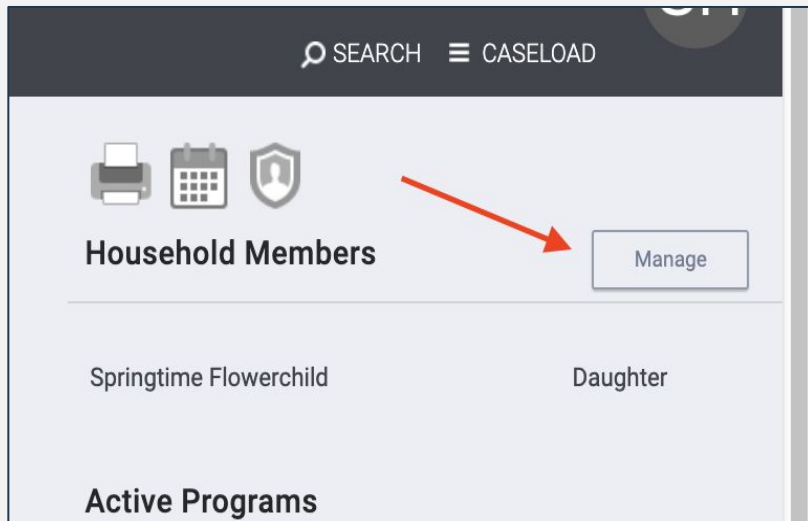 SEARCH CASELOAD
Household Members Manage
Springtime Flowerchild Daughter
Active Programs